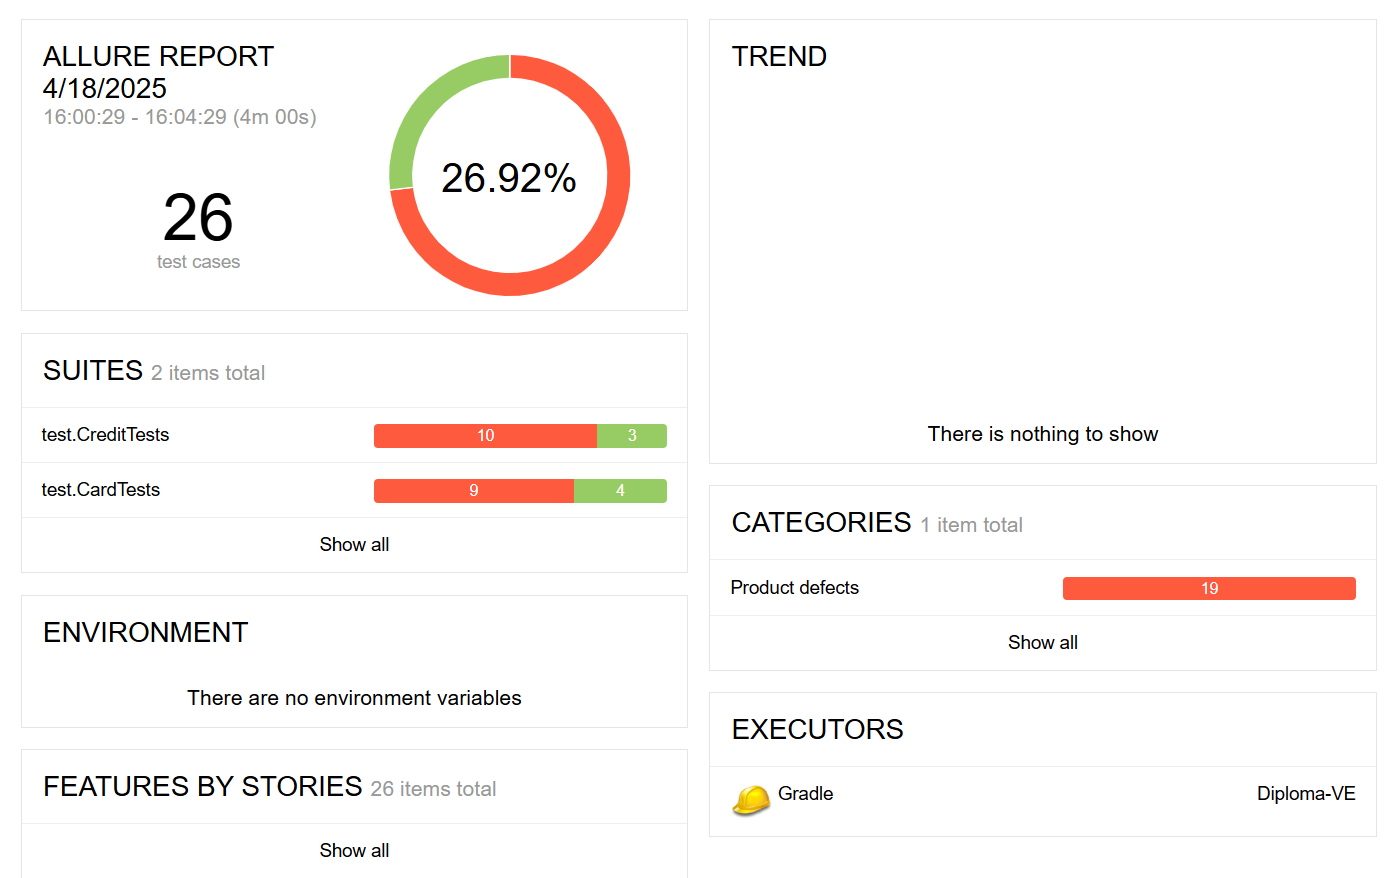 ALLURE REPORT
4/18/2025
16:00:29 - 16:04:29 (4m 00s)
26
test cases
26.92%
SUITES 2 items total
test.CreditTests 10 3
test.CardTests 9 4
Show all
ENVIRONMENT
There are no environment variables
FEATURES BY STORIES 26 items total
Show all
TREND
There is nothing to show
CATEGORIES 1 item total
Product defects 19
Show all
EXECUTORS
Gradle Diploma-VE